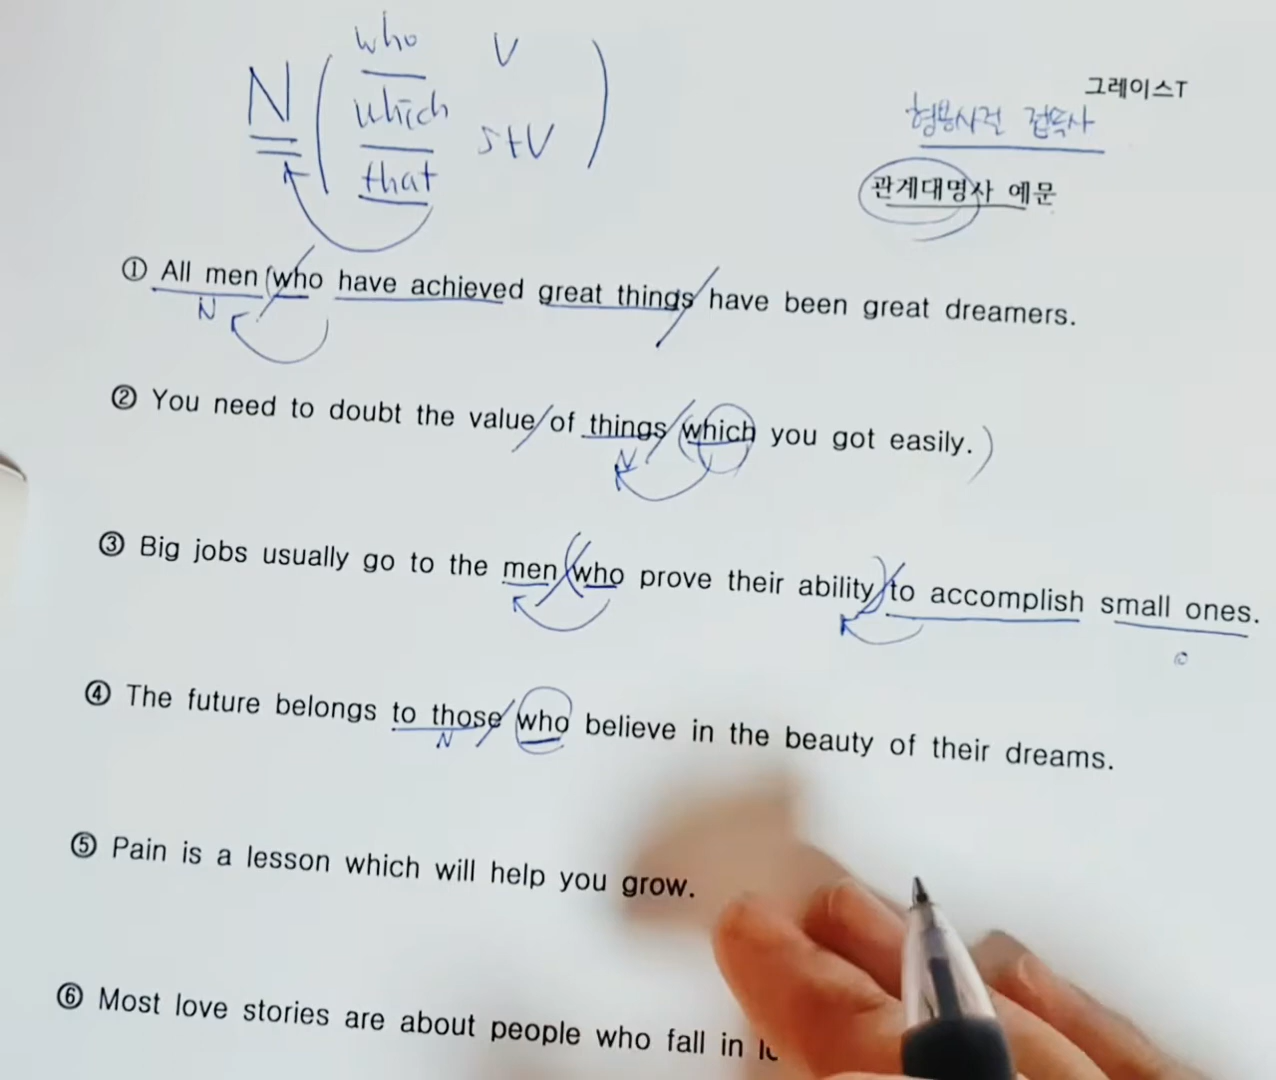 who V
N ( which S+V )
that
그레이스T
형용사절 접속사
관계대명사 예문
① All men (who have achieved great things have been great dreamers.
N
② You need to doubt the value of things (which you got easily.)
N
③ Big jobs usually go to the men (who prove their ability) to accomplish small ones.
④ The future belongs to those who believe in the beauty of their dreams.
N
⑤ Pain is a lesson which will help you grow.
⑥ Most love stories are about people who fall in